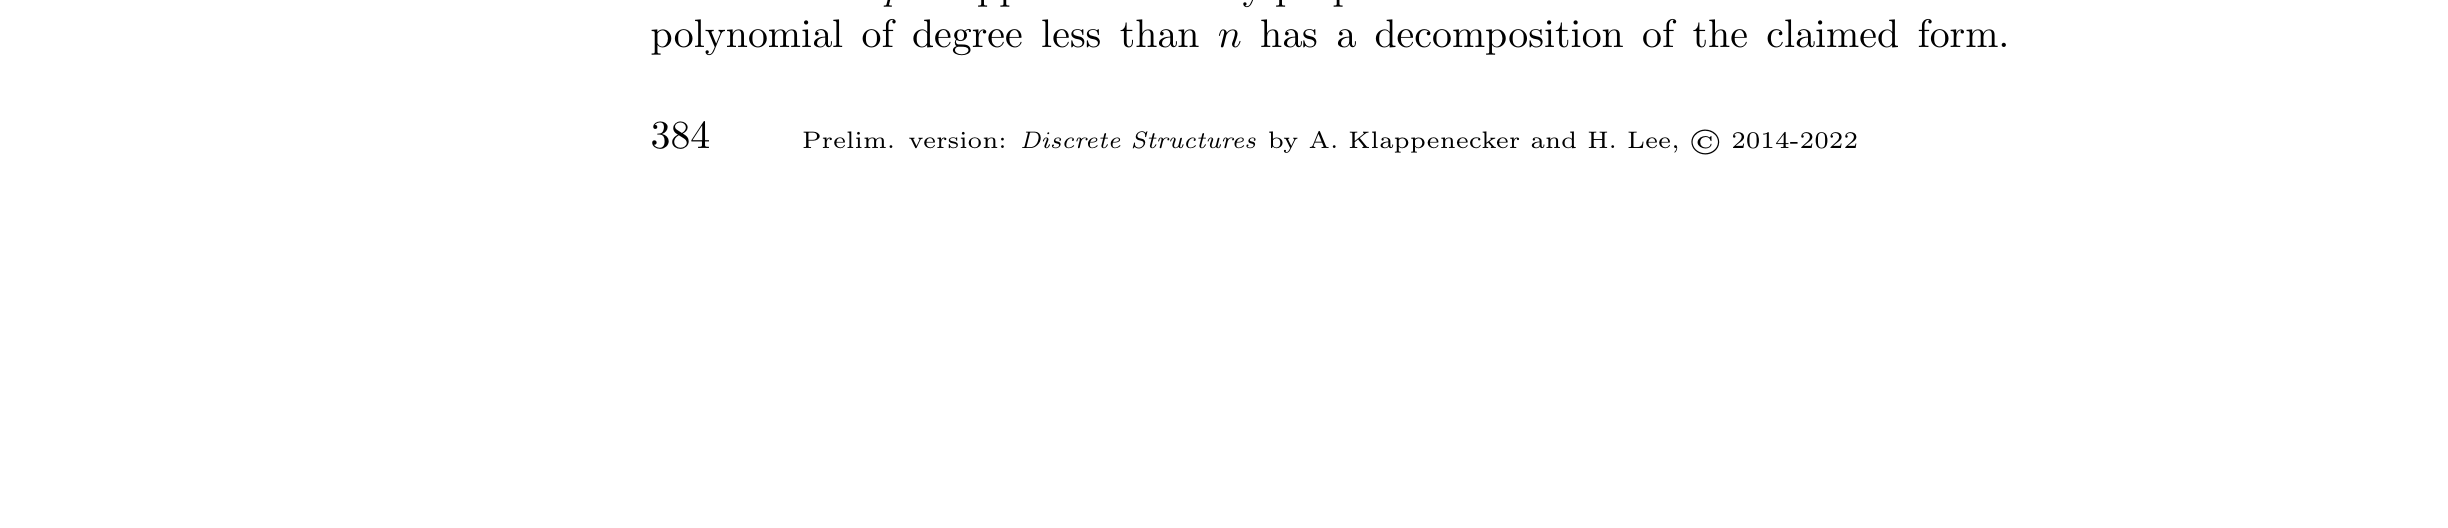 polynomial of degree less than n has a decomposition of the claimed form.
384 Prelim. version: Discrete Structures by A. Klappenecker and H. Lee, © 2014-2022